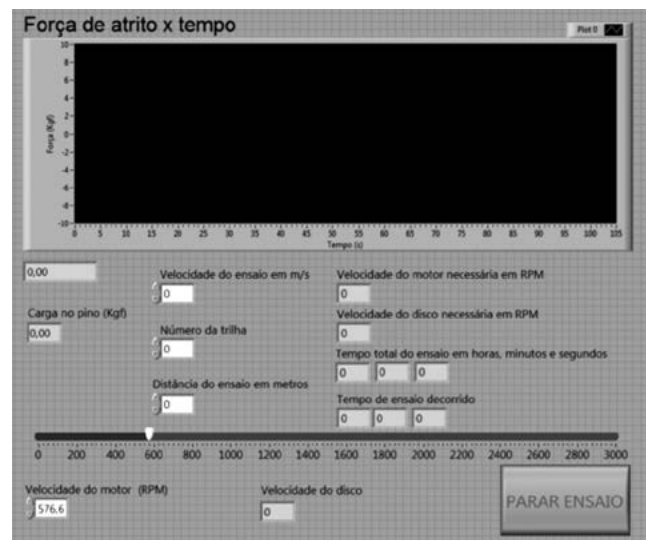 Força de atrito x tempo
Plot 0
10
8
6
4
2
0
-2
-4
-6
-8
-10
Força (Kgf)
0 5 10 15 20 25 30 35 40 45 50 55 60 65 70 75 80 85 90 95 100 105
Tempo (s)
0,00
Velocidade do ensaio em m/s
0
Velocidade do motor necessária em RPM
0
Carga no pino (Kgf)
0,00
Número da trilha
0
Velocidade do disco necessária em RPM
0
Tempo total do ensaio em horas, minutos e segundos
0 0 0
Distância do ensaio em metros
0
Tempo de ensaio decorrido
0 0 0
0 200 400 600 800 1000 1200 1400 1600 1800 2000 2200 2400 2600 2800 3000
Velocidade do motor (RPM)
576,6
Velocidade do disco
0
PARAR ENSAIO